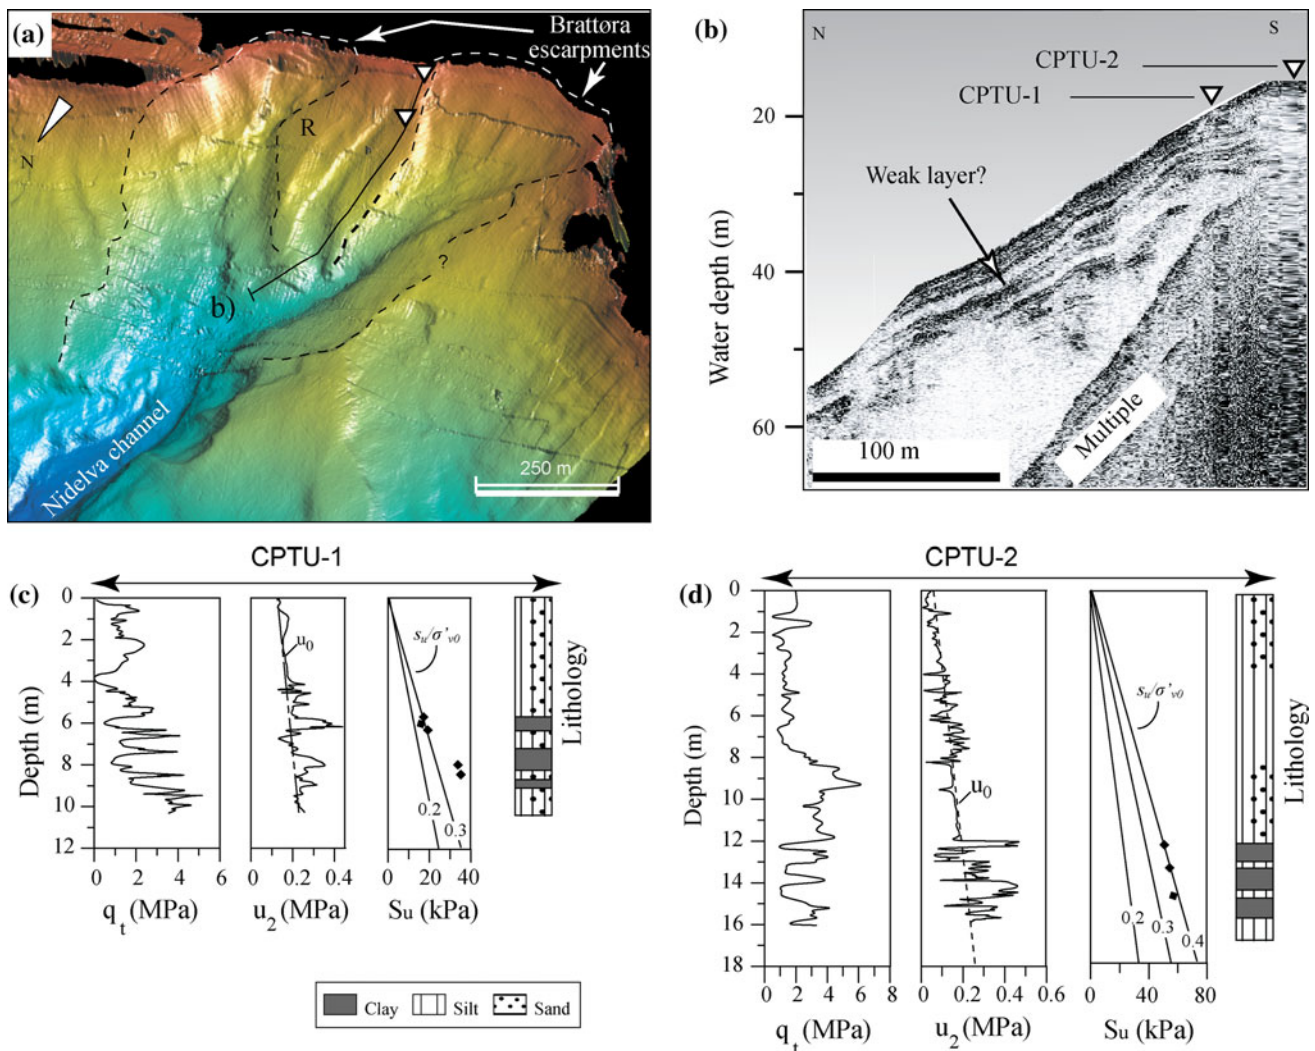 (a)
Brattøra
escarpments
R
N
?
b)
Nidelva channel
250 m
(b)
N
S
CPTU-2
CPTU-1
Weak layer?
Water depth (m)
20
40
60
Multiple
100 m
(c)
CPTU-1
0
2
4
6
8
10
12
Depth (m)
0 2 4 6
qt (MPa)
u0
0 0.2 0.4
u2 (MPa)
su/σ'v0
0.2
0.3
0 20 40
Su (kPa)
Lithology
(d)
CPTU-2
0
2
4
6
8
10
12
14
16
18
Depth (m)
0 2 4 8
qt (MPa)
u0
0 0.2 0.4 0.6
u2 (MPa)
su/σ'v0
0.2
0.3
0.4
0 40 80
Su (kPa)
Lithology
Clay
Silt
Sand